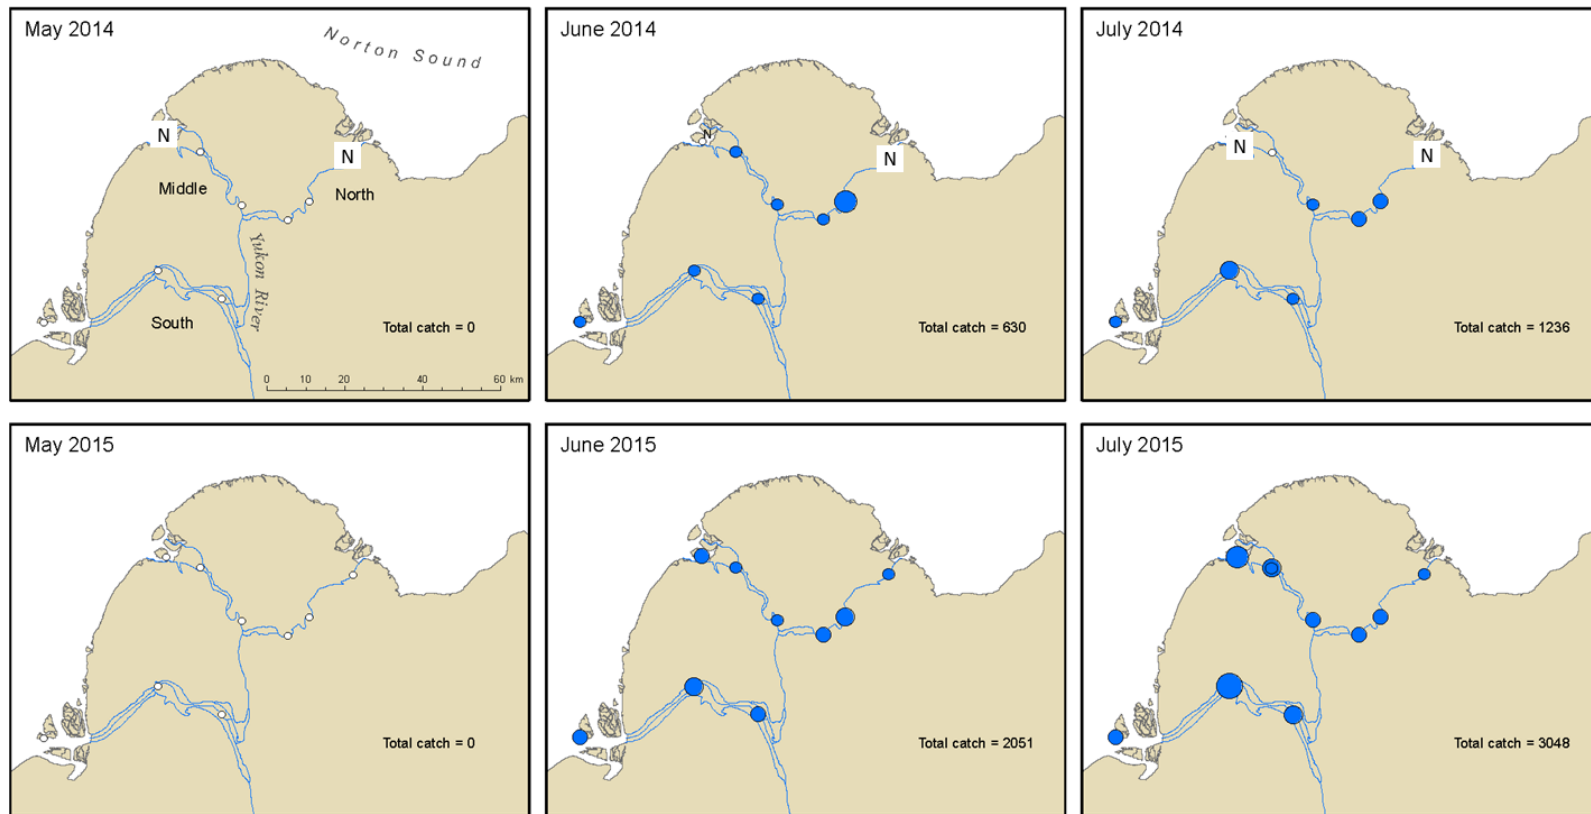 May 2014
Norton Sound
N
N
Middle
North
Yukon River
South
Total catch = 0
0 10 20 40 60 km
June 2014
N
N
Total catch = 630
July 2014
N
N
Total catch = 1236
May 2015
Total catch = 0
June 2015
Total catch = 2051
July 2015
Total catch = 3048